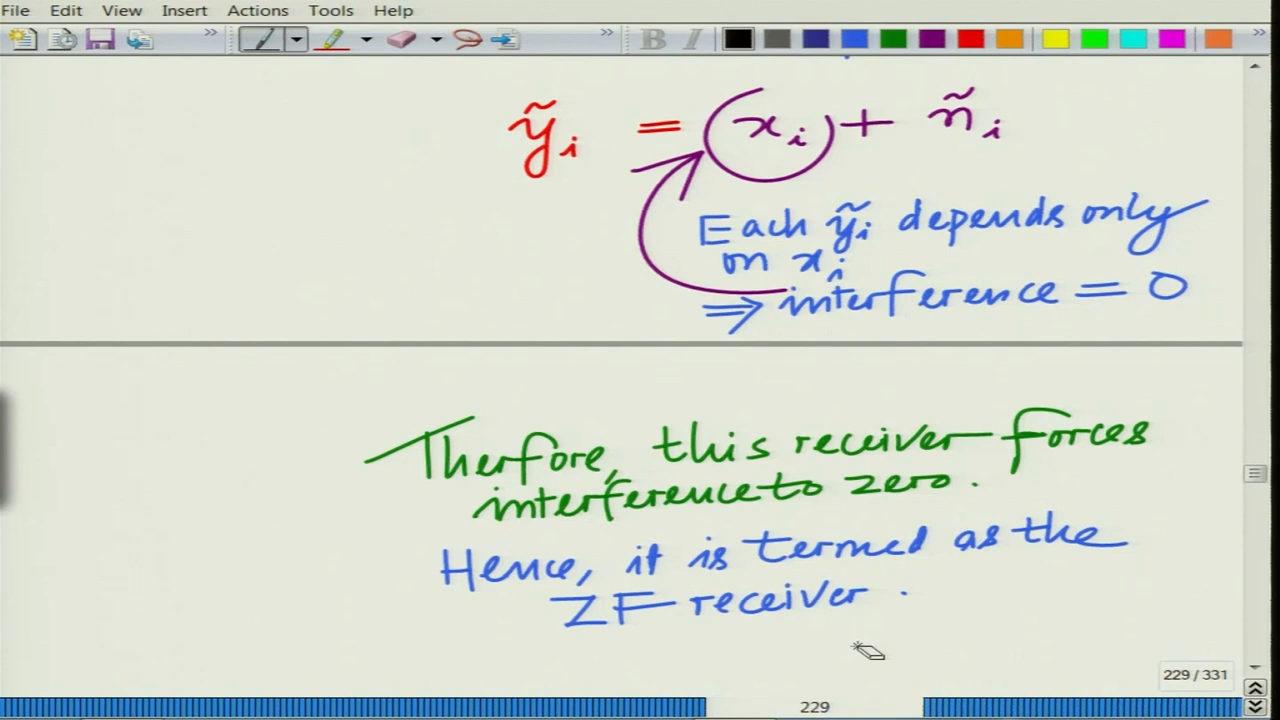 File Edit View Insert Actions Tools Help
B I
ỹᵢ = (xᵢ) + ñᵢ
Each ỹᵢ depends only
on xᵢ
⇒ interference = 0
Therfore, this receiver forces
interference to zero.
Hence, it is termed as the
ZF receiver.
229 / 331
229